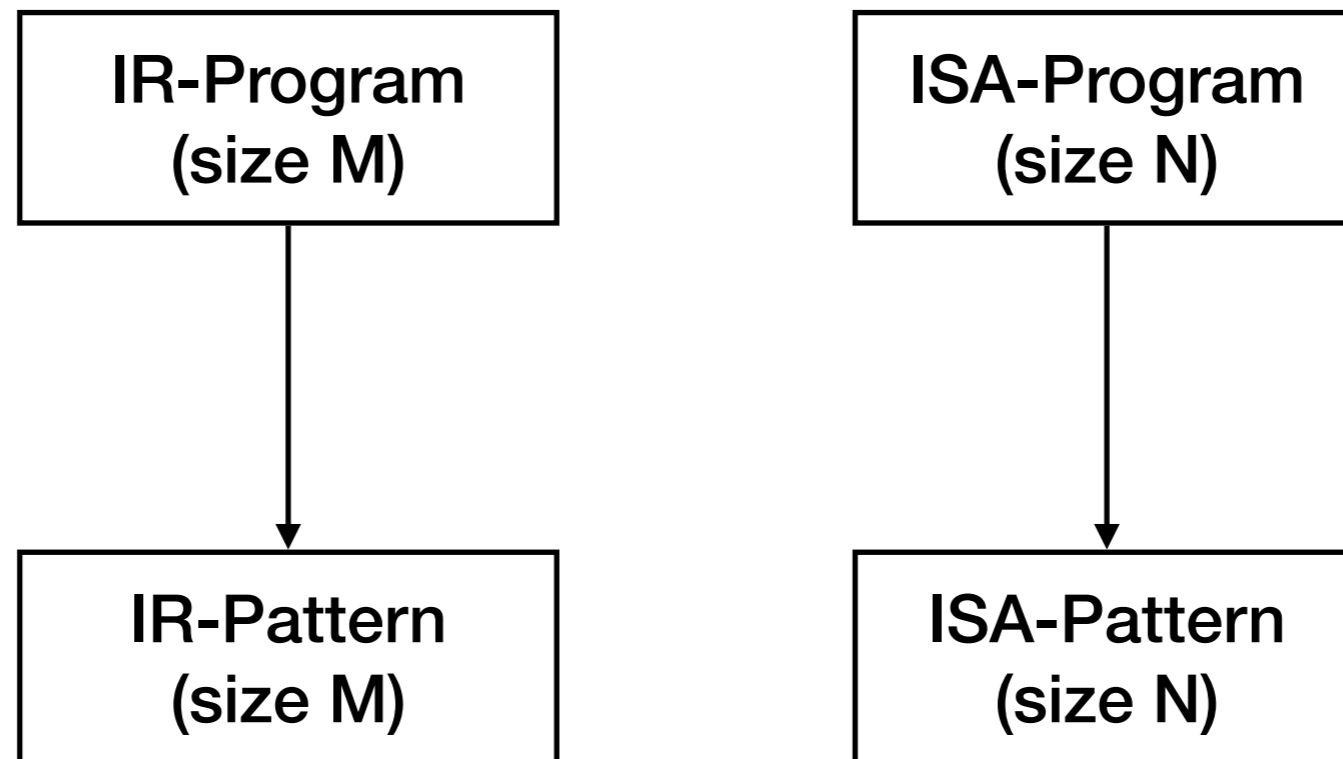 IR-Program
(size M)
ISA-Program
(size N)
IR-Pattern
(size M)
ISA-Pattern
(size N)